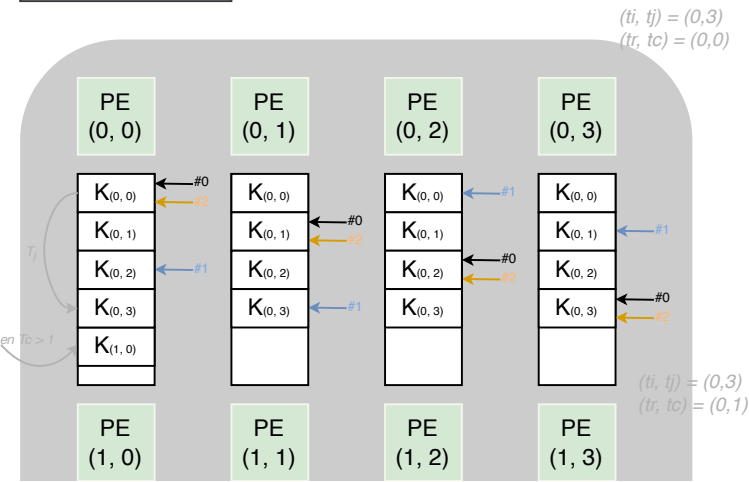 (ti, tj) = (0,3)
(tr, tc) = (0,0)
PE
(0, 0)
PE
(0, 1)
PE
(0, 2)
PE
(0, 3)
K(0, 0)
#0
#2
K(0, 1)
K(0, 2)
#1
K(0, 3)
K(1, 0)
Tj
en Tc > 1
K(0, 0)
K(0, 1)
#0
#2
K(0, 2)
K(0, 3)
#1
K(0, 0)
#1
K(0, 1)
K(0, 2)
#0
#2
K(0, 3)
K(0, 0)
K(0, 1)
#1
K(0, 2)
K(0, 3)
#0
#2
(ti, tj) = (0,3)
(tr, tc) = (0,1)
PE
(1, 0)
PE
(1, 1)
PE
(1, 2)
PE
(1, 3)